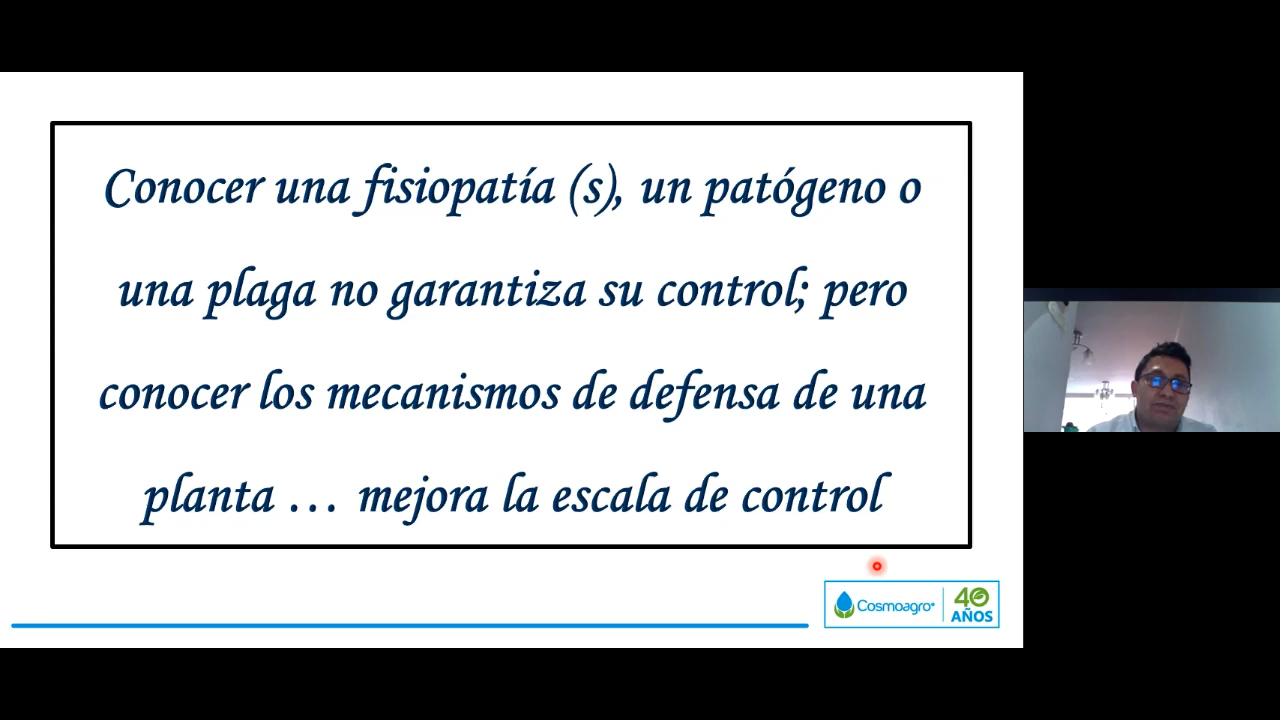 Conocer una fisiopatía (s), un patógeno o
una plaga no garantiza su control; pero
conocer los mecanismos de defensa de una
planta … mejora la escala de control
Cosmoagro®
40
AÑOS